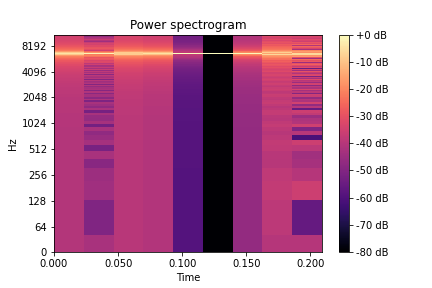 Power spectrogram
Hz
8192
4096
2048
1024
512
256
128
64
0
0.000 0.050 0.100 0.150 0.200
Time
+0 dB
-10 dB
-20 dB
-30 dB
-40 dB
-50 dB
-60 dB
-70 dB
-80 dB